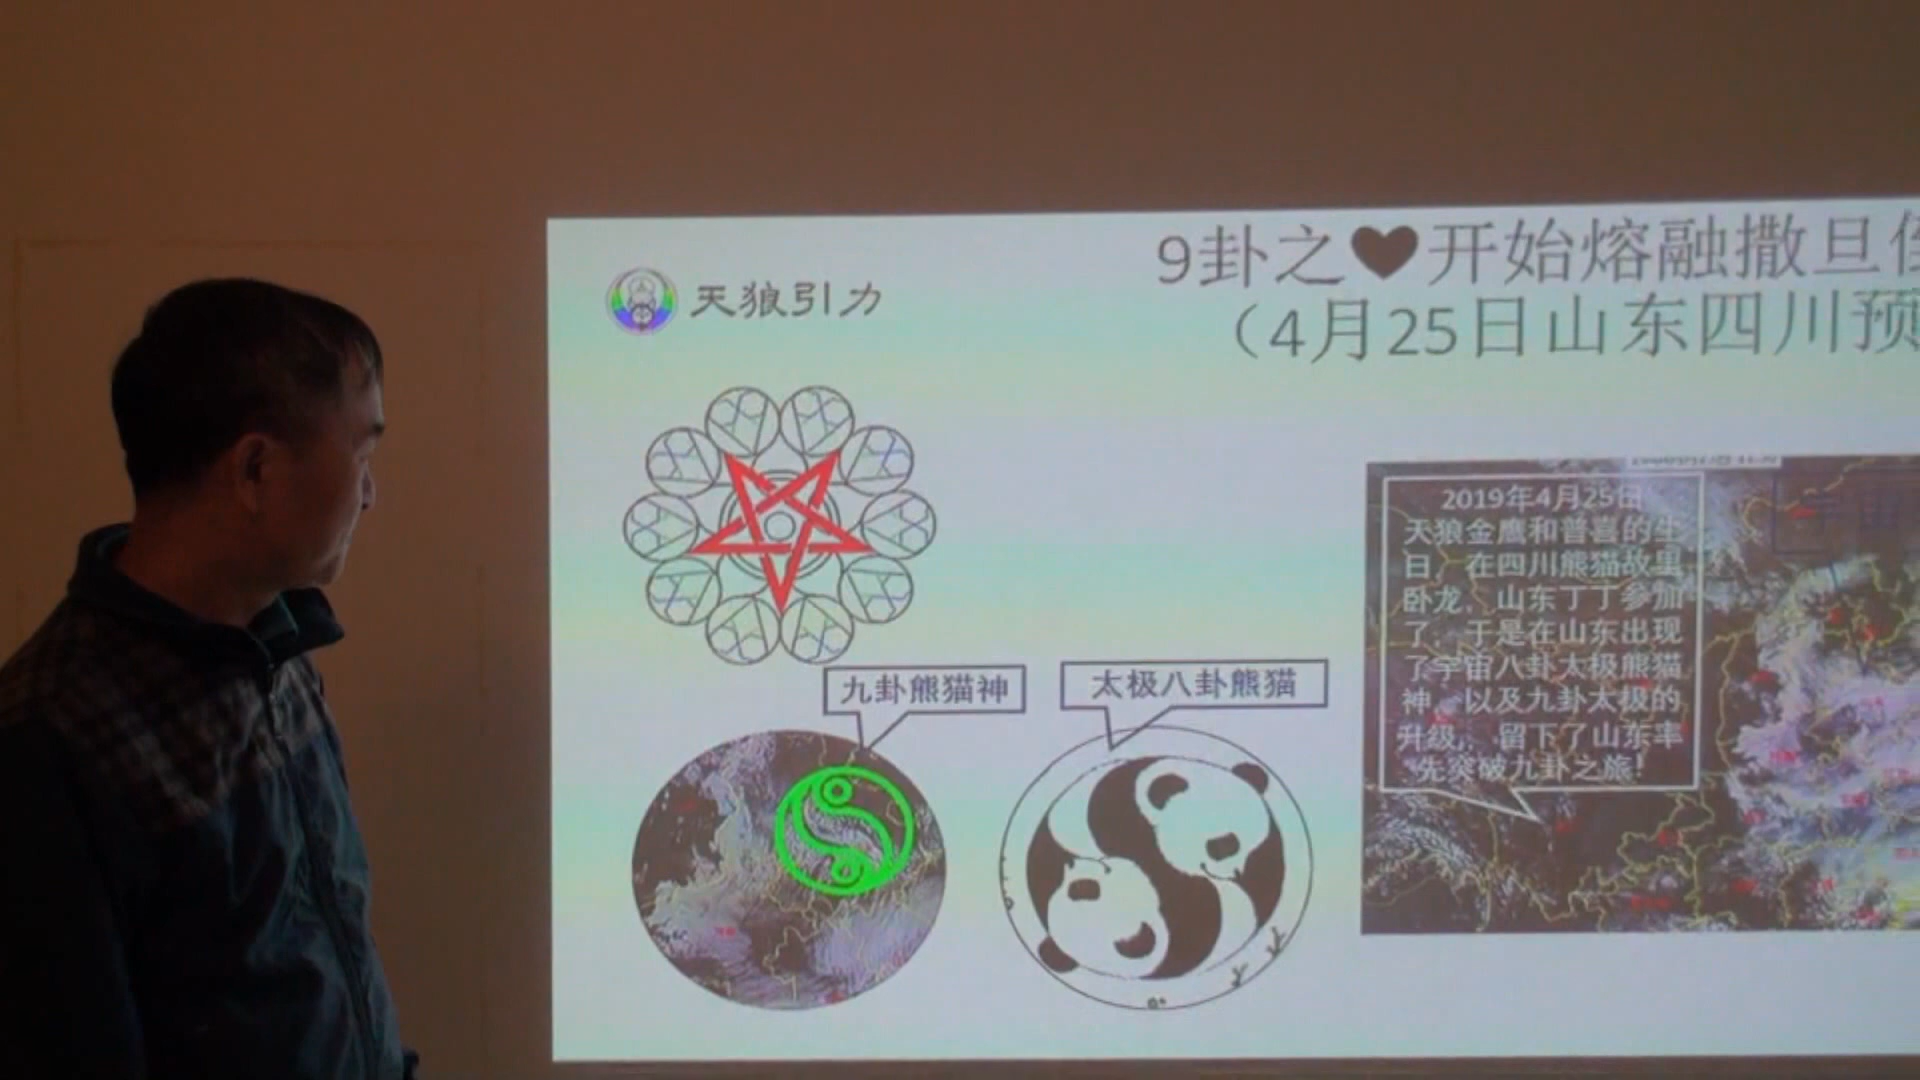 9卦之♥开始熔融撒旦
天狼引力
（4月25日山东四川预
九卦熊猫神
太极八卦熊猫
2019年4月25日
天狼金鹰和普喜的生
日，在四川熊猫故里
卧龙，山东丁丁参加
了，于是在山东出现
了宇宙八卦太极熊猫
神，以及九卦太极的
升级，留下了山东率
先突破九卦之旅！